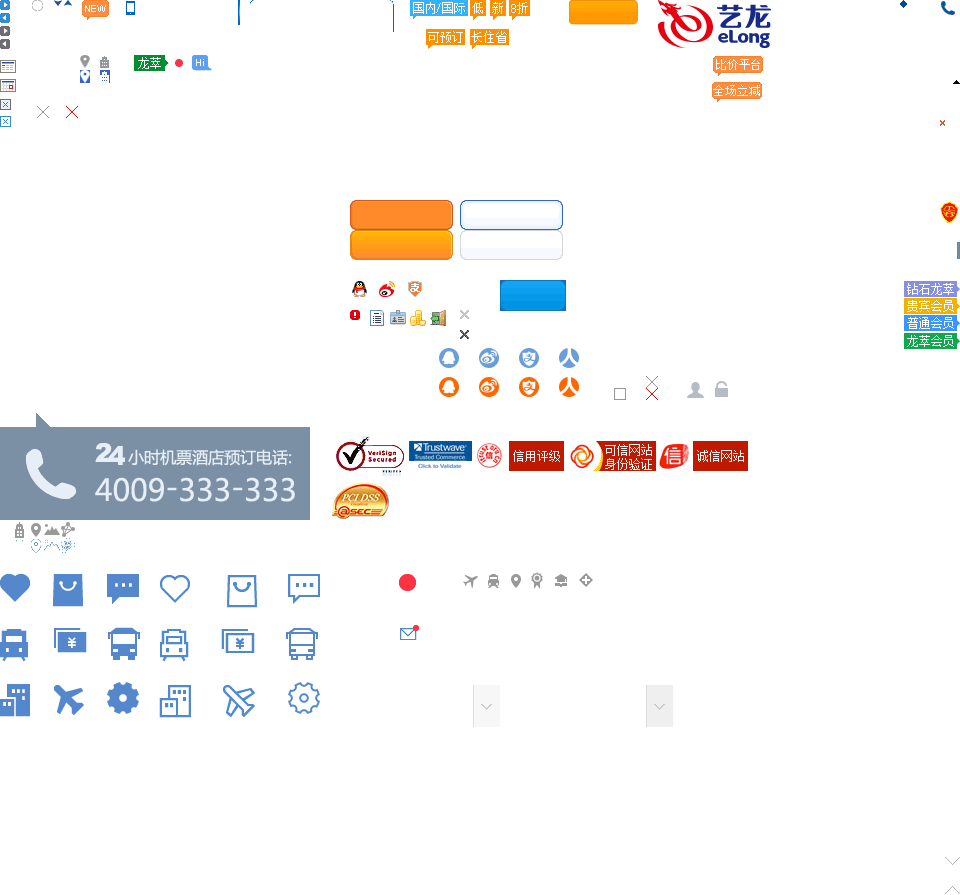 NEW
国内/国际 低 新 8折
可预订 长住省
艺龙
eLong
龙萃
Hi
比价平台
全场立减
钻石龙萃
贵宾会员
普通会员
龙萃会员
24小时机票酒店预订电话:
4009-333-333
VeriSign
Secured
VERIFY
Trustwave
Trusted Commerce
Click to Validate
信用评级
可信网站
身份验证
信
诚信网站
PCI DSS
@SEC